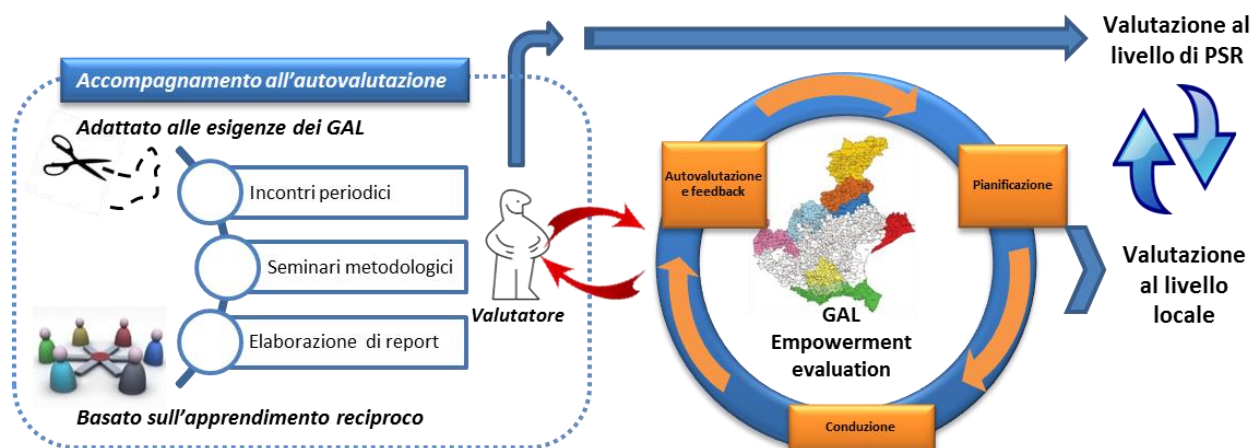 Accompagnamento all'autovalutazione
Adattato alle esigenze dei GAL
Incontri periodici
Seminari metodologici
Elaborazione di report
Basato sull'apprendimento reciproco
Valutatore
Autovalutazione
e feedback
Pianificazione
Conduzione
GAL
Empowerment
evaluation
Valutazione al
livello di PSR
Valutazione
al livello
locale